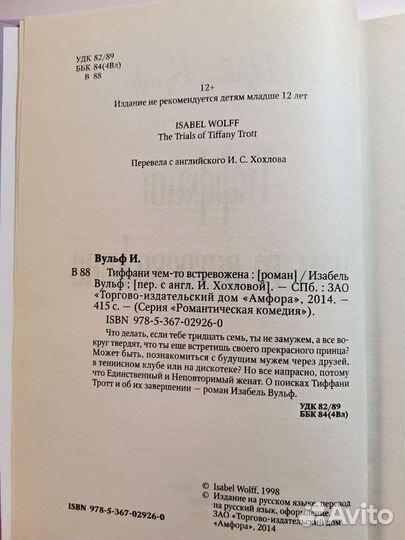 УДК 82/89
ББК 84(4Вл)
В 88
12+
Издание не рекомендуется детям младше 12 лет
ISABEL WOLFF
The Trials of Tiffany Trott
Перевела с английского И. С. Хохлова
Вульф И.
В 88 Тиффани чем-то встревожена : [роман] / Изабель
Вульф ; [пер. с англ. И. Хохловой]. — СПб. : ЗАО
«Торгово-издательский дом «Амфора», 2014. —
415 с. — (Серия «Романтическая комедия»).
ISBN 978-5-367-02926-0
Что делать, если тебе тридцать семь, ты не замужем, а все во-
круг твердят, что ты еще встретишь своего прекрасного принца?
Может быть, познакомиться с будущим мужем через друзей,
в теннисном клубе или на дискотеке? Но все напрасно, потому
что Единственный и Неповторимый женат. О поисках Тиффани
Тротт и об их завершении — роман Изабель Вульф.
УДК 82/89
ББК 84(4Вл)
© Isabel Wolff, 1998
© Издание на русском языке, перевод
на русский язык, оформление.
ЗАО «Торгово-издательский дом
«Амфора», 2014
ISBN 978-5-367-02926-0
Avito